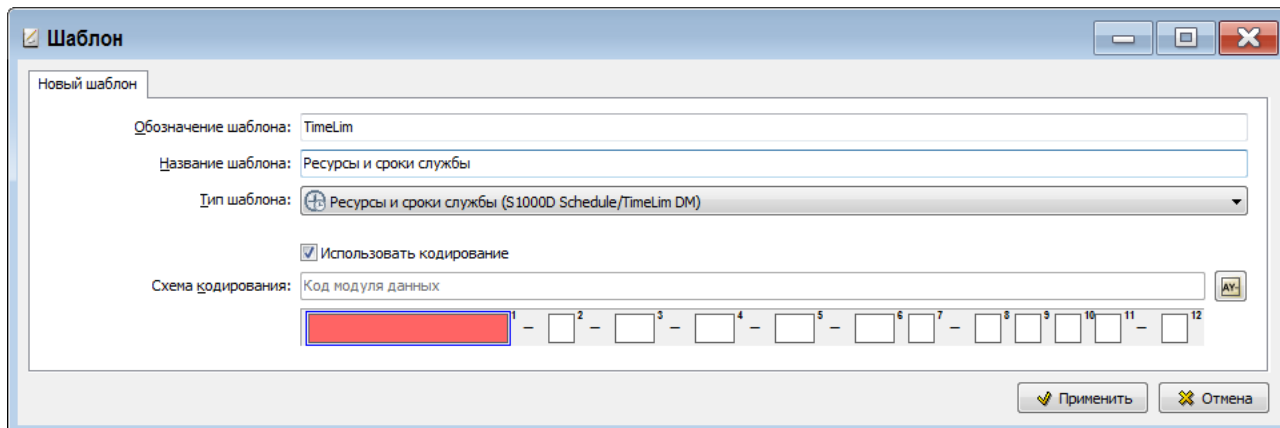 Шаблон
Новый шаблон
Обозначение шаблона: TimeLim
Название шаблона: Ресурсы и сроки службы
Тип шаблона: Ресурсы и сроки службы (S1000D Schedule/TimeLim DM)
Использовать кодирование
Схема кодирования: Код модуля данных AY-
1 – 2 – 3 – 4 – 5 – 6 7 – 8 9 10 11 – 12
Применить Отмена